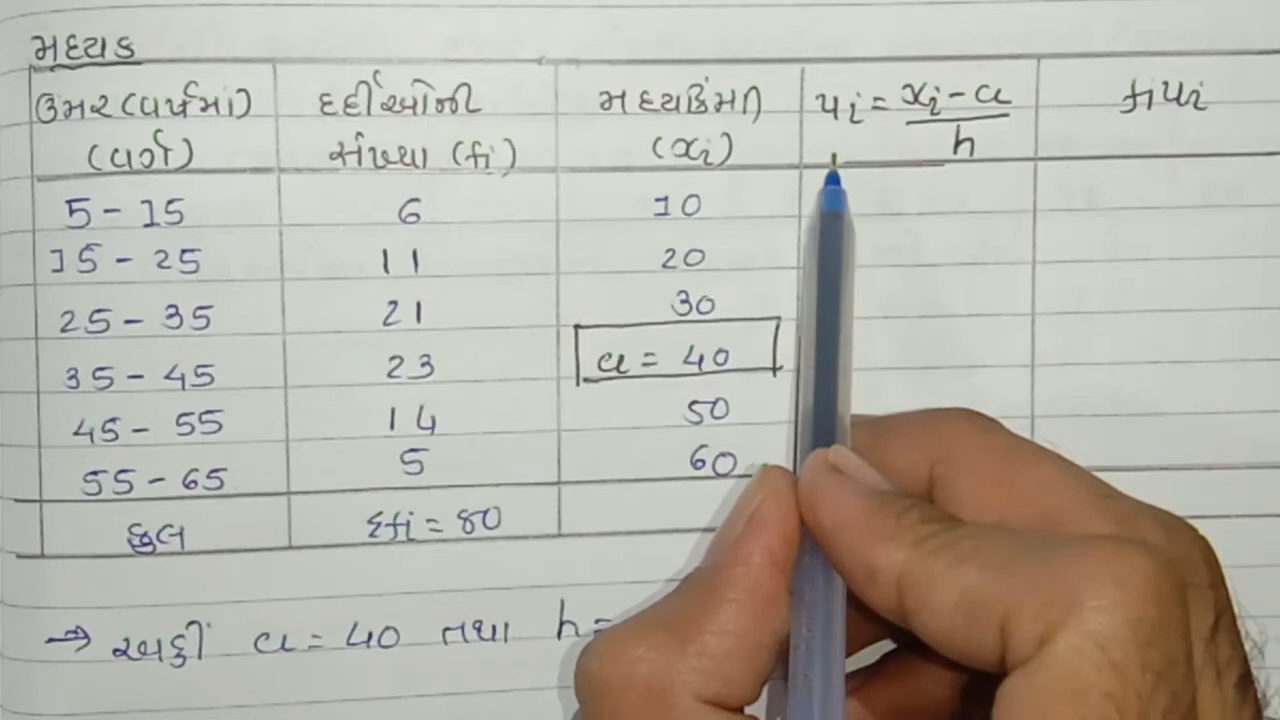 મધ્યક
ઉંમર (વર્ષમાં) દર્દીઓની મધ્યકિંમત ui = xi - a / h fiui
(વર્ગ) સંખ્યા (fi) (xi)
5 - 15 6 10
15 - 25 11 20
25 - 35 21 30
35 - 45 23 a = 40
45 - 55 14 50
55 - 65 5 60
કુલ Σfi = 80
⇒ અહીં a = 40 તથા h =